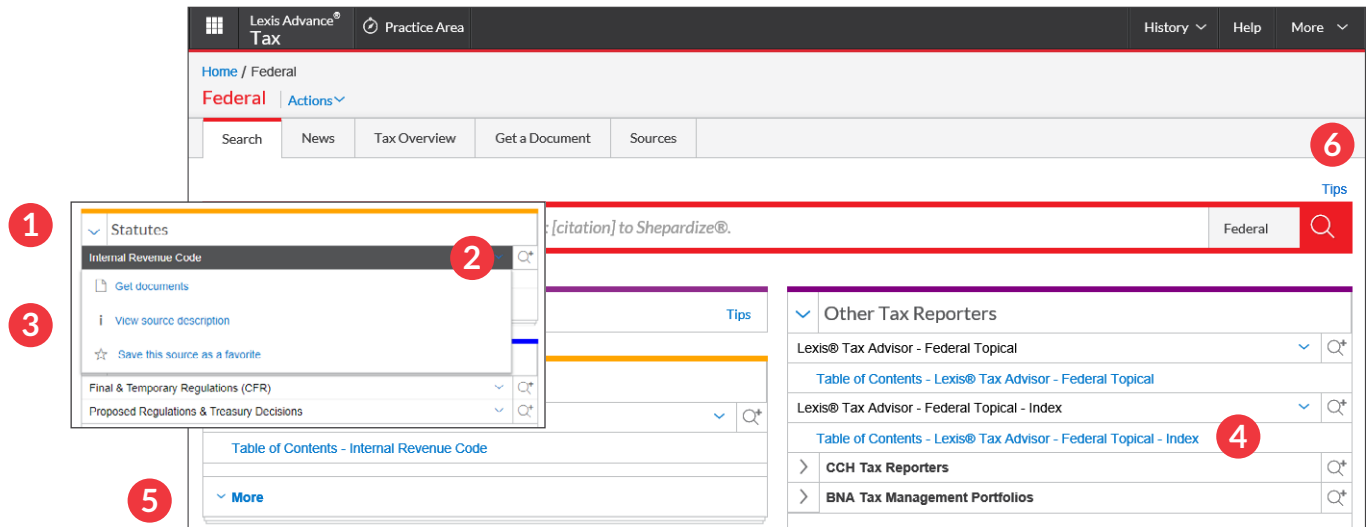 Lexis Advance®
Tax
Practice Area
History
Help
More
Home / Federal
Federal
Actions
Search
News
Tax Overview
Get a Document
Sources
6
Tips
1
Statutes
[citation] to Shepardize®.
Federal
Internal Revenue Code
2
Get documents
3
i View source description
Save this source as a favorite
Final & Temporary Regulations (CFR)
Proposed Regulations & Treasury Decisions
Tips
Table of Contents - Internal Revenue Code
5
More
Other Tax Reporters
Lexis® Tax Advisor - Federal Topical
Table of Contents - Lexis® Tax Advisor - Federal Topical
Lexis® Tax Advisor - Federal Topical - Index
Table of Contents - Lexis® Tax Advisor - Federal Topical - Index
4
CCH Tax Reporters
BNA Tax Management Portfolios